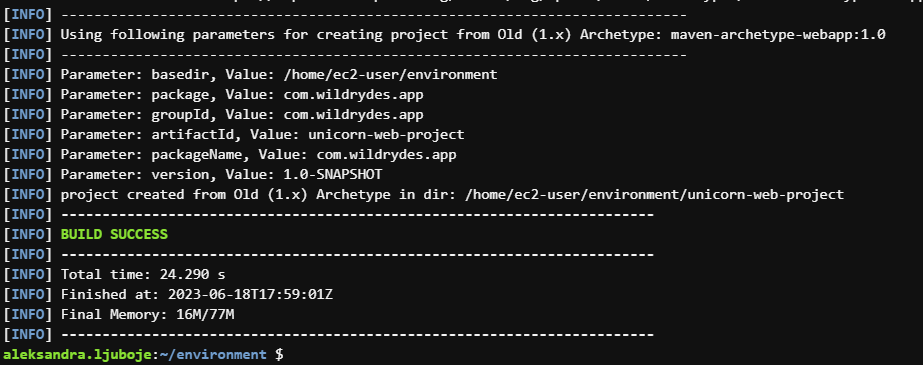 [INFO] ----------------------------------------------------------------------------
[INFO] Using following parameters for creating project from Old (1.x) Archetype: maven-archetype-webapp:1.0
[INFO] ----------------------------------------------------------------------------
[INFO] Parameter: basedir, Value: /home/ec2-user/environment
[INFO] Parameter: package, Value: com.wildrydes.app
[INFO] Parameter: groupId, Value: com.wildrydes.app
[INFO] Parameter: artifactId, Value: unicorn-web-project
[INFO] Parameter: packageName, Value: com.wildrydes.app
[INFO] Parameter: version, Value: 1.0-SNAPSHOT
[INFO] project created from Old (1.x) Archetype in dir: /home/ec2-user/environment/unicorn-web-project
[INFO] ------------------------------------------------------------------------
[INFO] BUILD SUCCESS
[INFO] ------------------------------------------------------------------------
[INFO] Total time: 24.290 s
[INFO] Finished at: 2023-06-18T17:59:01Z
[INFO] Final Memory: 16M/77M
[INFO] ------------------------------------------------------------------------
aleksandra.ljuboje:~/environment $